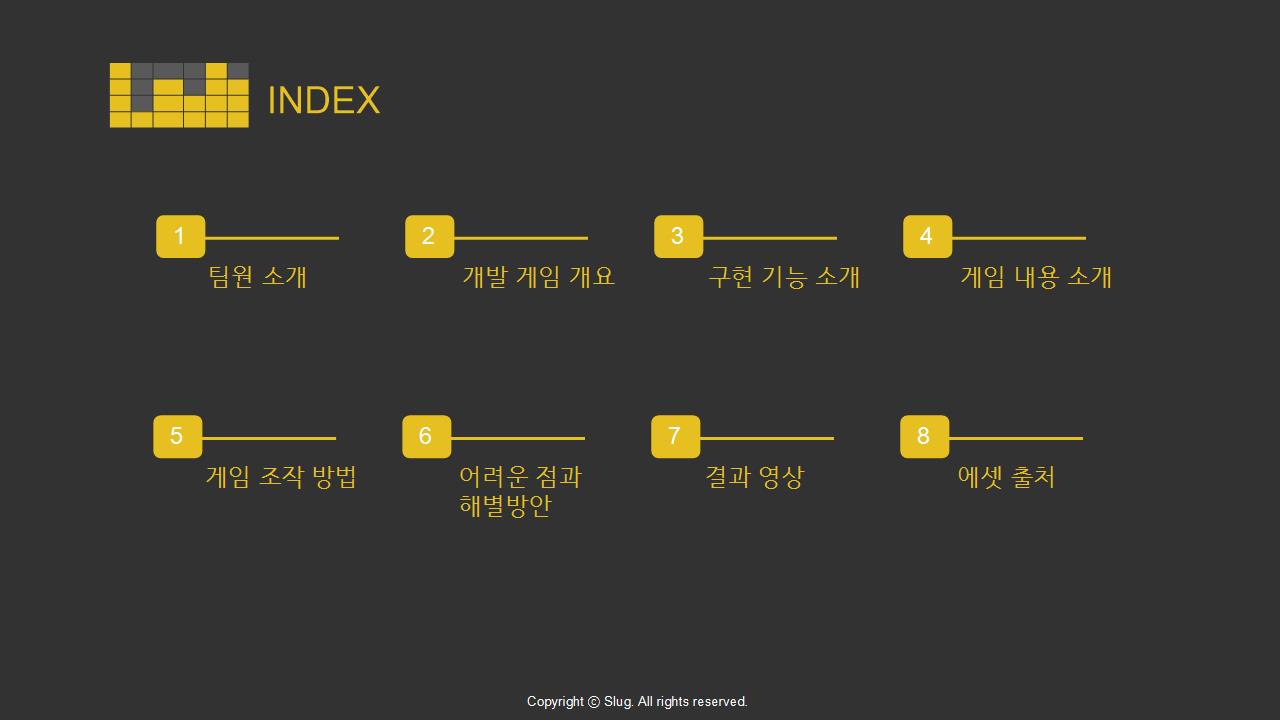 INDEX
1
팀원 소개
2
개발 게임 개요
3
구현 기능 소개
4
게임 내용 소개
5
게임 조작 방법
6
어려운 점과
해별방안
7
결과 영상
8
에셋 출처
Copyright ⓒ Slug. All rights reserved.